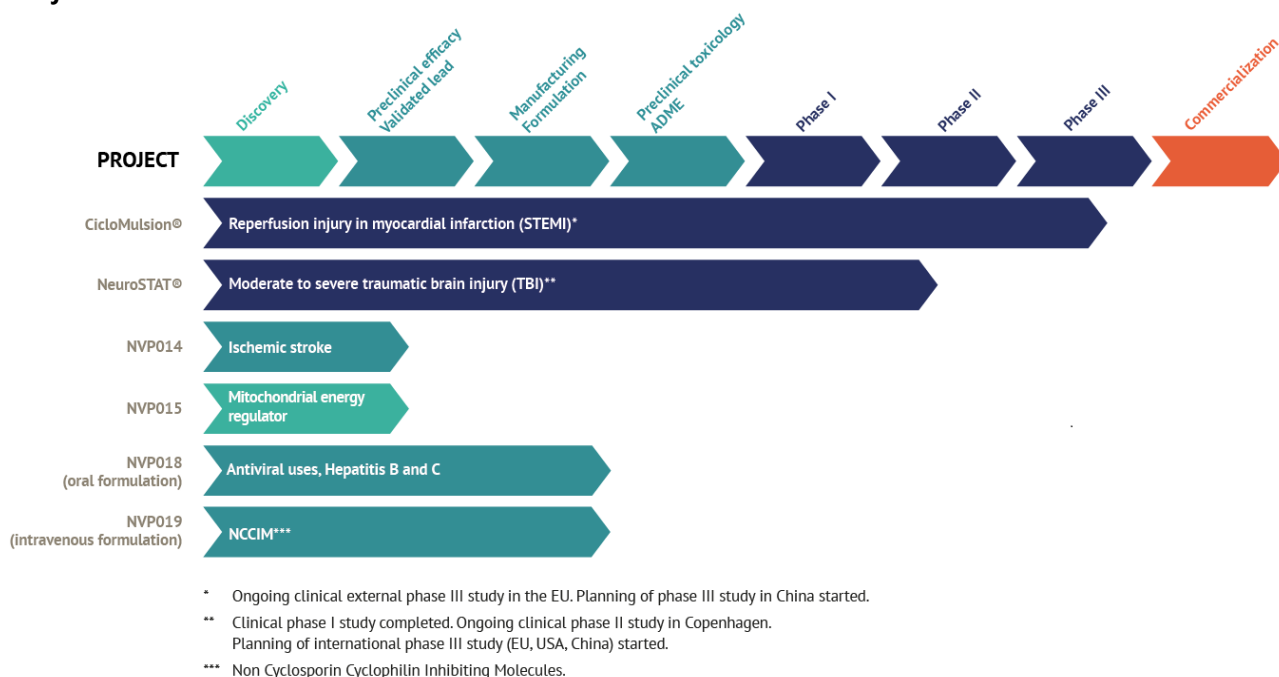 Discovery
Preclinical efficacy
Validated lead
Manufacturing
Formulation
Preclinical toxicology
ADME
Phase I
Phase II
Phase III
Commercialization
PROJECT
CicloMulsion®
Reperfusion injury in myocardial infarction (STEMI)*
NeuroSTAT®
Moderate to severe traumatic brain injury (TBI)**
NVP014
Ischemic stroke
NVP015
Mitochondrial energy
regulator
NVP018
(oral formulation)
Antiviral uses, Hepatitis B and C
NVP019
(intravenous formulation)
NCCIM***
* Ongoing clinical external phase III study in the EU. Planning of phase III study in China started.
** Clinical phase I study completed. Ongoing clinical phase II study in Copenhagen.
Planning of international phase III study (EU, USA, China) started.
*** Non Cyclosporin Cyclophilin Inhibiting Molecules.